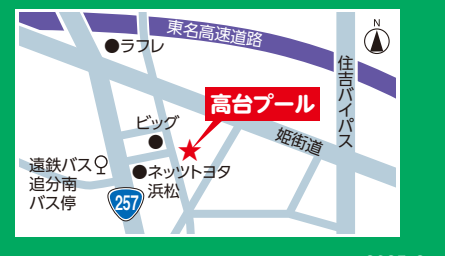 東名高速道路
N
ラフレ
住吉バイパス
高台プール
ビッグ
姫街道
遠鉄バス
追分南
バス停
ネッツトヨタ
浜松
257